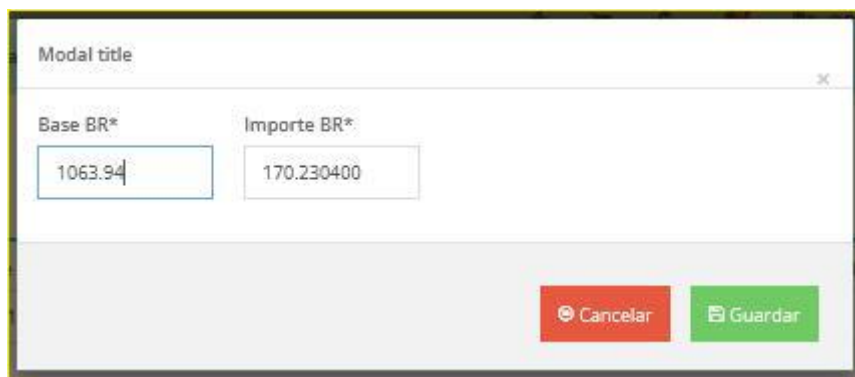 Modal title
×
Base BR* Importe BR*
1063.94 170.230400
Cancelar Guardar